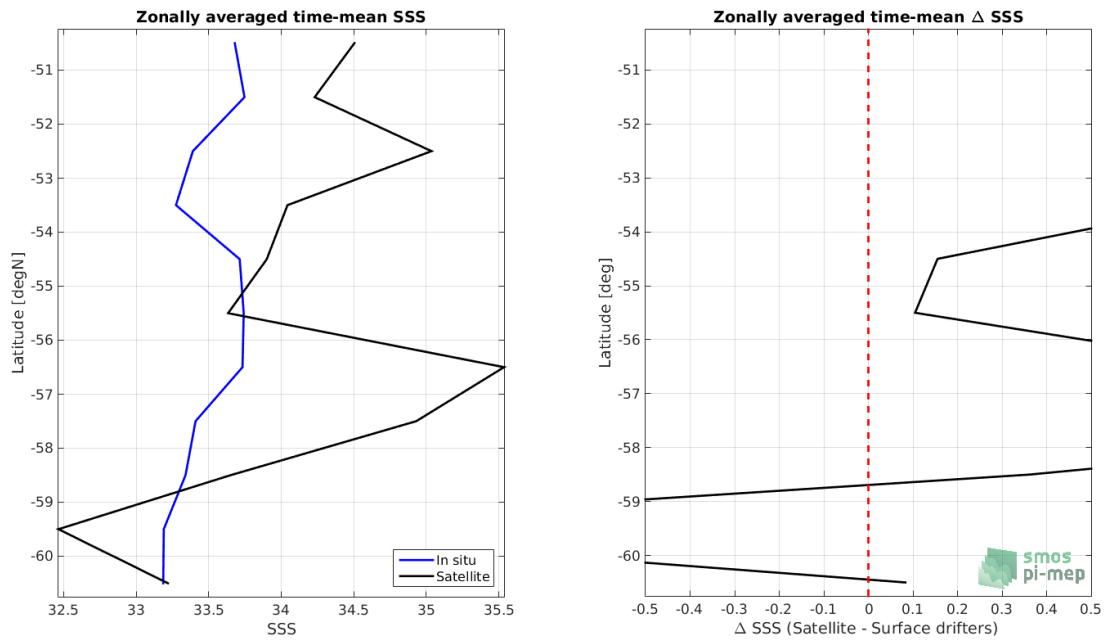 Zonally averaged time-mean SSS
-51
-52
-53
-54
-55
-56
-57
-58
-59
-60
Latitude [degN]
32.5 33 33.5 34 34.5 35 35.5
SSS
In situ
Satellite
Zonally averaged time-mean Δ SSS
-51
-52
-53
-54
-55
-56
-57
-58
-59
-60
Latitude [deg]
-0.5 -0.4 -0.3 -0.2 -0.1 0 0.1 0.2 0.3 0.4 0.5
Δ SSS (Satellite - Surface drifters)
smos
pi-mep